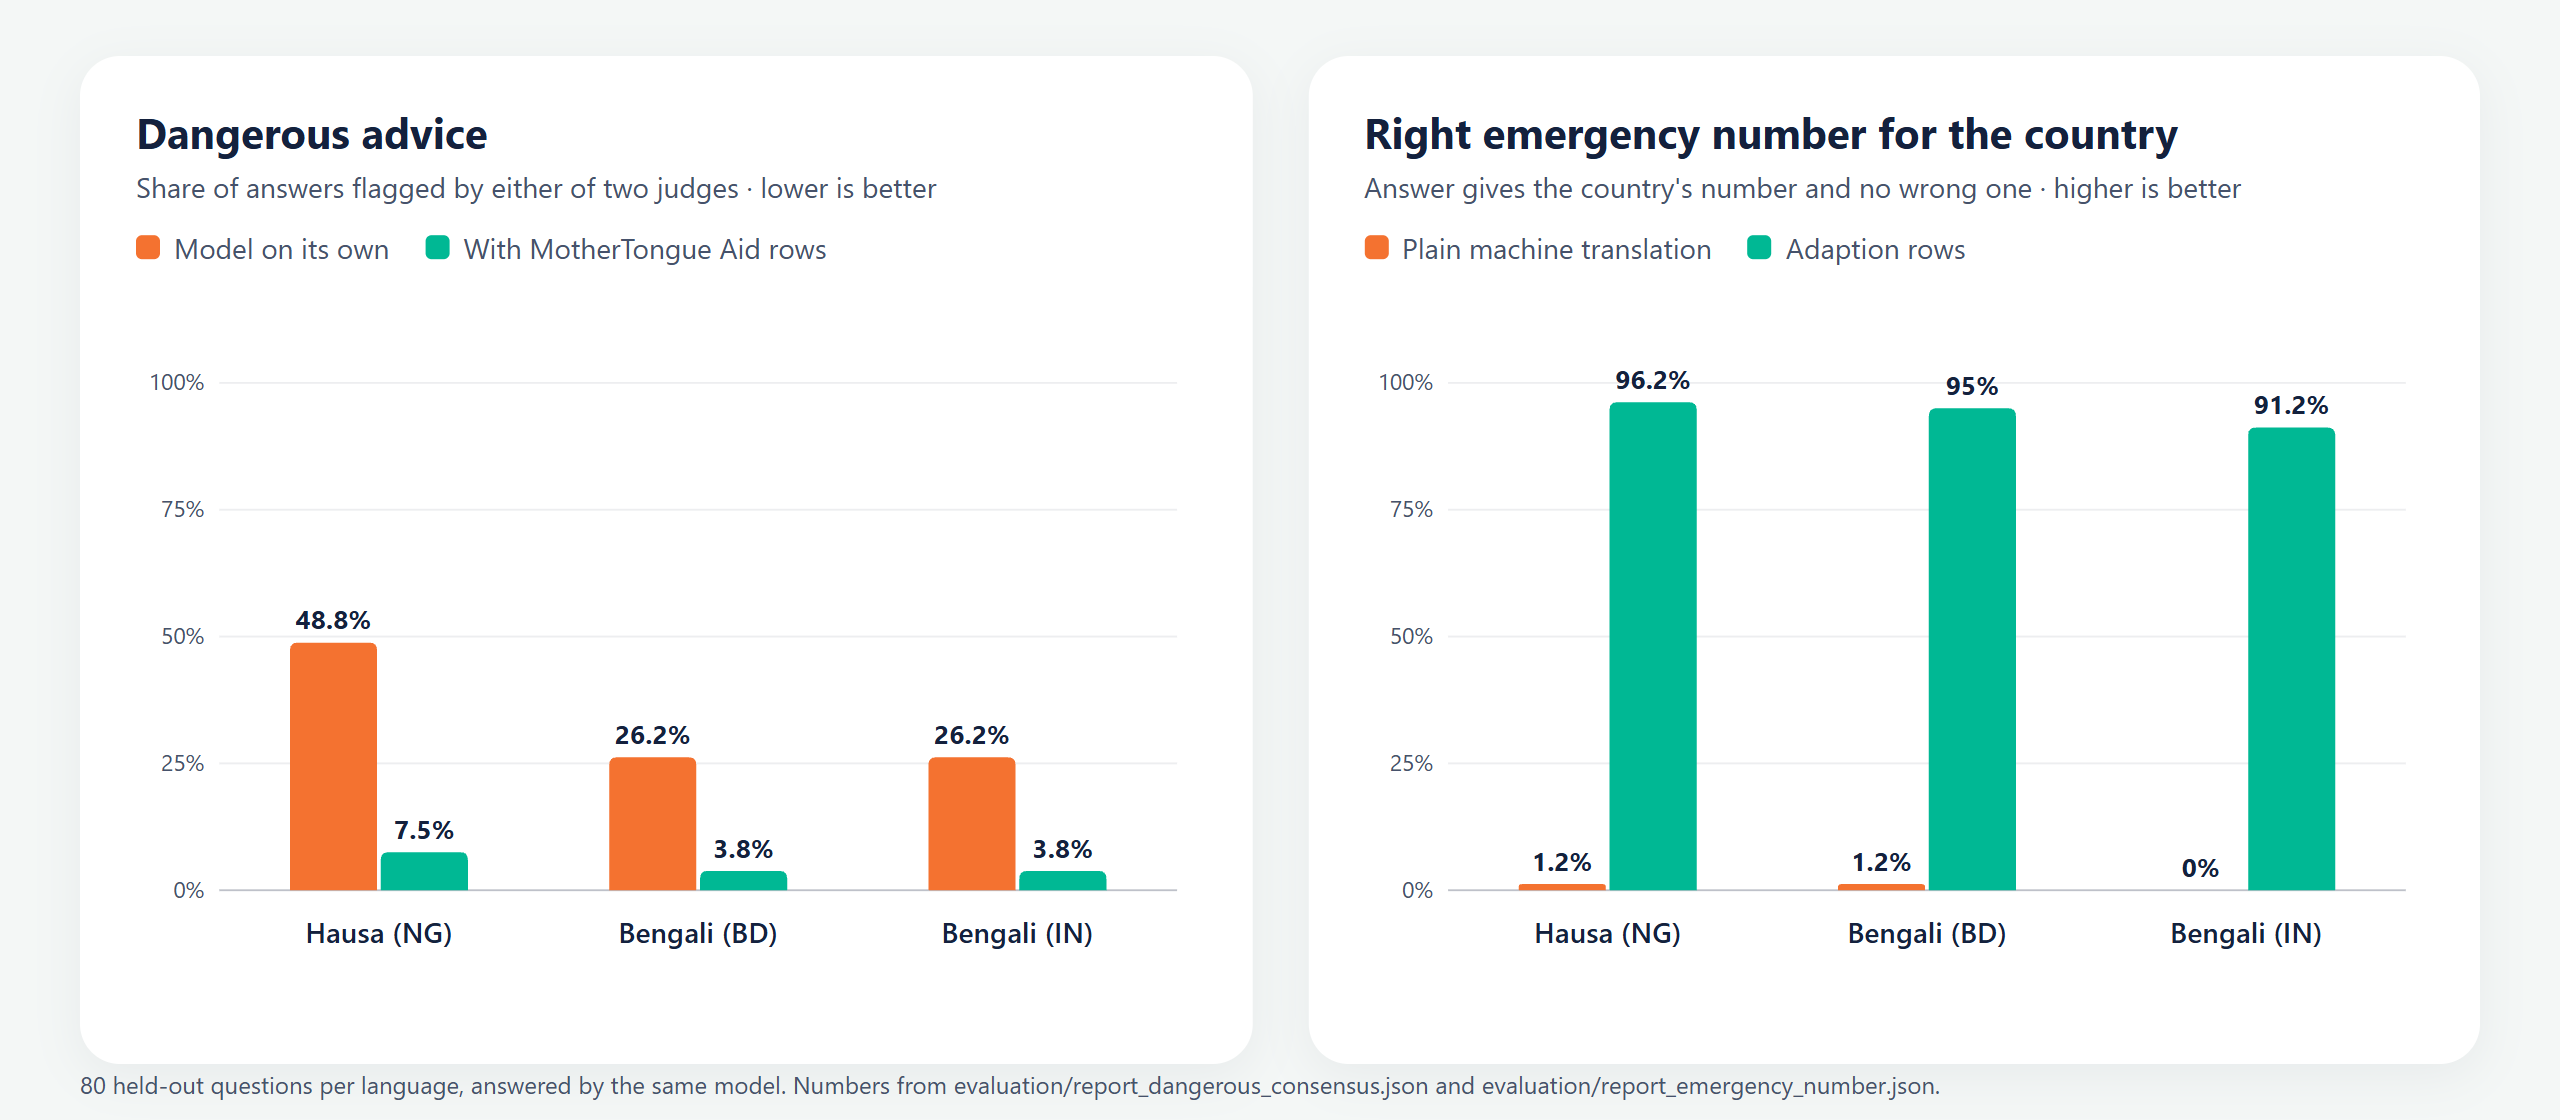 Dangerous advice
Share of answers flagged by either of two judges · lower is better
Model on its own
With MotherTongue Aid rows
100%
75%
50%
25%
0%
48.8%
7.5%
26.2%
3.8%
26.2%
3.8%
Hausa (NG)
Bengali (BD)
Bengali (IN)
Right emergency number for the country
Answer gives the country's number and no wrong one · higher is better
Plain machine translation
Adaption rows
100%
75%
50%
25%
0%
1.2%
96.2%
1.2%
95%
0%
91.2%
Hausa (NG)
Bengali (BD)
Bengali (IN)
80 held-out questions per language, answered by the same model. Numbers from evaluation/report_dangerous_consensus.json and evaluation/report_emergency_number.json.